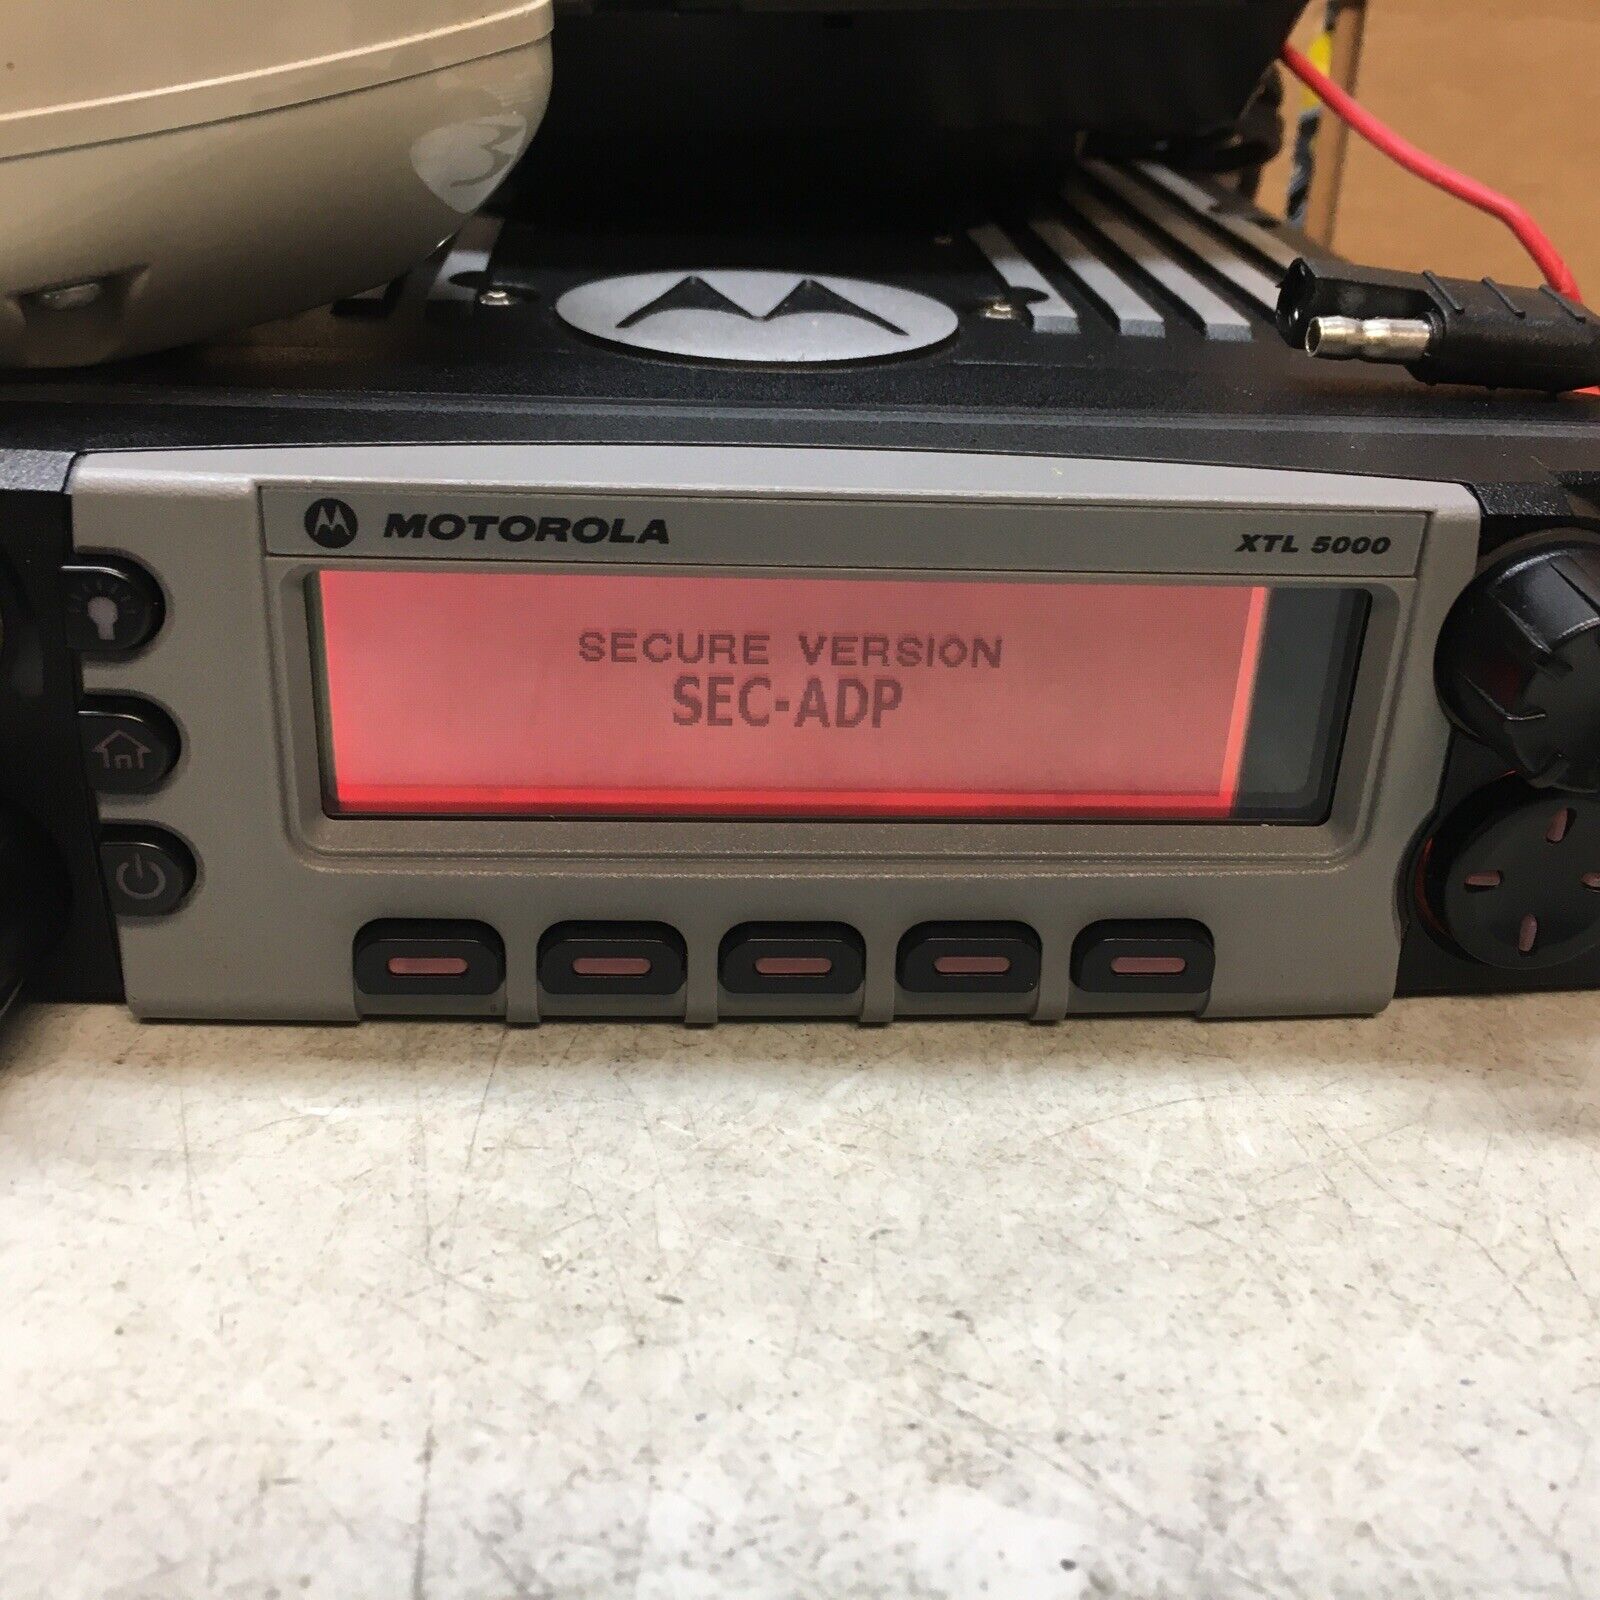 MOTOROLA
XTL 5000
SECURE VERSION
SEC-ADP